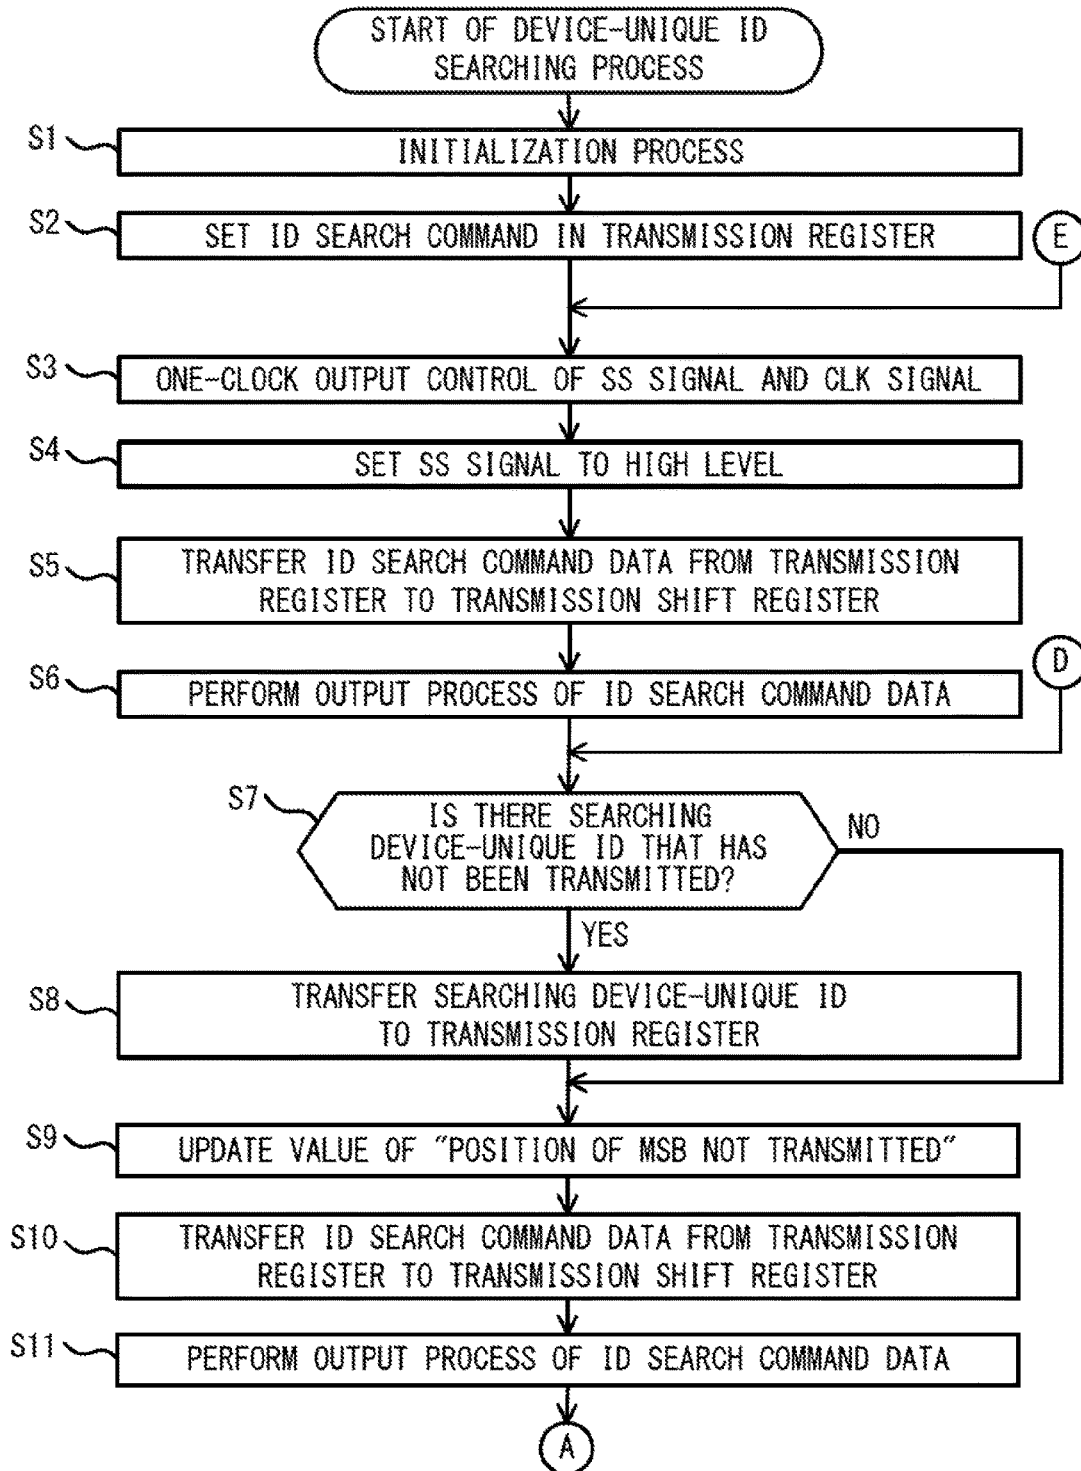 START OF DEVICE-UNIQUE ID
SEARCHING PROCESS
S1
INITIALIZATION PROCESS
S2
SET ID SEARCH COMMAND IN TRANSMISSION REGISTER
E
S3
ONE-CLOCK OUTPUT CONTROL OF SS SIGNAL AND CLK SIGNAL
S4
SET SS SIGNAL TO HIGH LEVEL
S5
TRANSFER ID SEARCH COMMAND DATA FROM TRANSMISSION
REGISTER TO TRANSMISSION SHIFT REGISTER
D
S6
PERFORM OUTPUT PROCESS OF ID SEARCH COMMAND DATA
S7
IS THERE SEARCHING
DEVICE-UNIQUE ID THAT HAS
NOT BEEN TRANSMITTED?
NO
YES
S8
TRANSFER SEARCHING DEVICE-UNIQUE ID
TO TRANSMISSION REGISTER
S9
UPDATE VALUE OF "POSITION OF MSB NOT TRANSMITTED"
S10
TRANSFER ID SEARCH COMMAND DATA FROM TRANSMISSION
REGISTER TO TRANSMISSION SHIFT REGISTER
S11
PERFORM OUTPUT PROCESS OF ID SEARCH COMMAND DATA
A